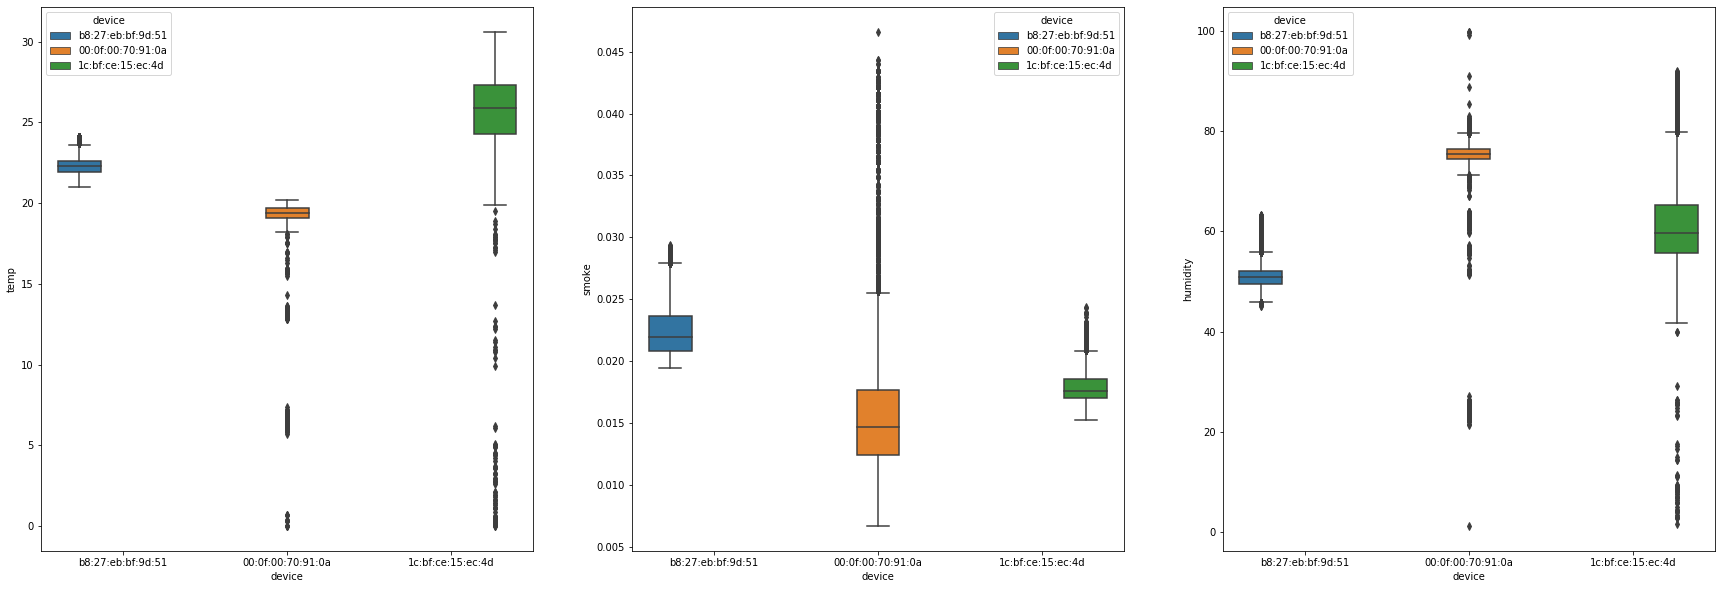 device
b8:27:eb:bf:9d:51
00:0f:00:70:91:0a
1c:bf:ce:15:ec:4d
30
25
20
15
10
5
0
temp
b8:27:eb:bf:9d:51 00:0f:00:70:91:0a 1c:bf:ce:15:ec:4d
device
device
b8:27:eb:bf:9d:51
00:0f:00:70:91:0a
1c:bf:ce:15:ec:4d
0.045
0.040
0.035
0.030
0.025
0.020
0.015
0.010
0.005
smoke
b8:27:eb:bf:9d:51 00:0f:00:70:91:0a 1c:bf:ce:15:ec:4d
device
device
b8:27:eb:bf:9d:51
00:0f:00:70:91:0a
1c:bf:ce:15:ec:4d
100
80
60
40
20
0
humidity
b8:27:eb:bf:9d:51 00:0f:00:70:91:0a 1c:bf:ce:15:ec:4d
device